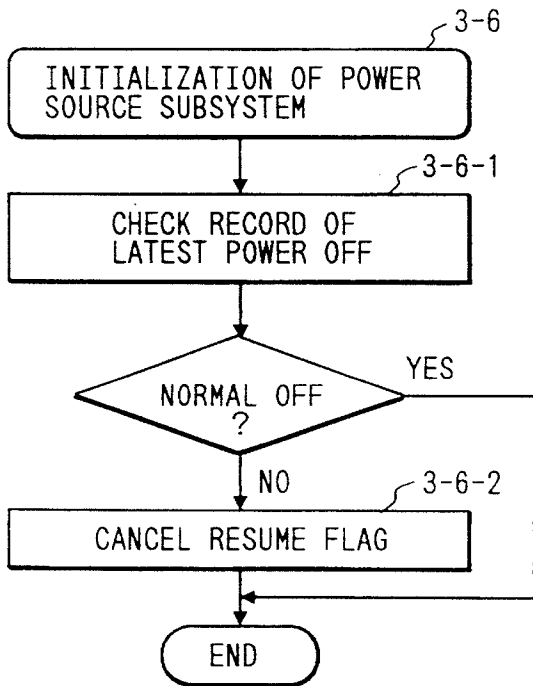 3-6
INITIALIZATION OF POWER
SOURCE SUBSYSTEM
3-6-1
CHECK RECORD OF
LATEST POWER OFF
YES
NORMAL OFF
?
NO
3-6-2
CANCEL RESUME FLAG
END